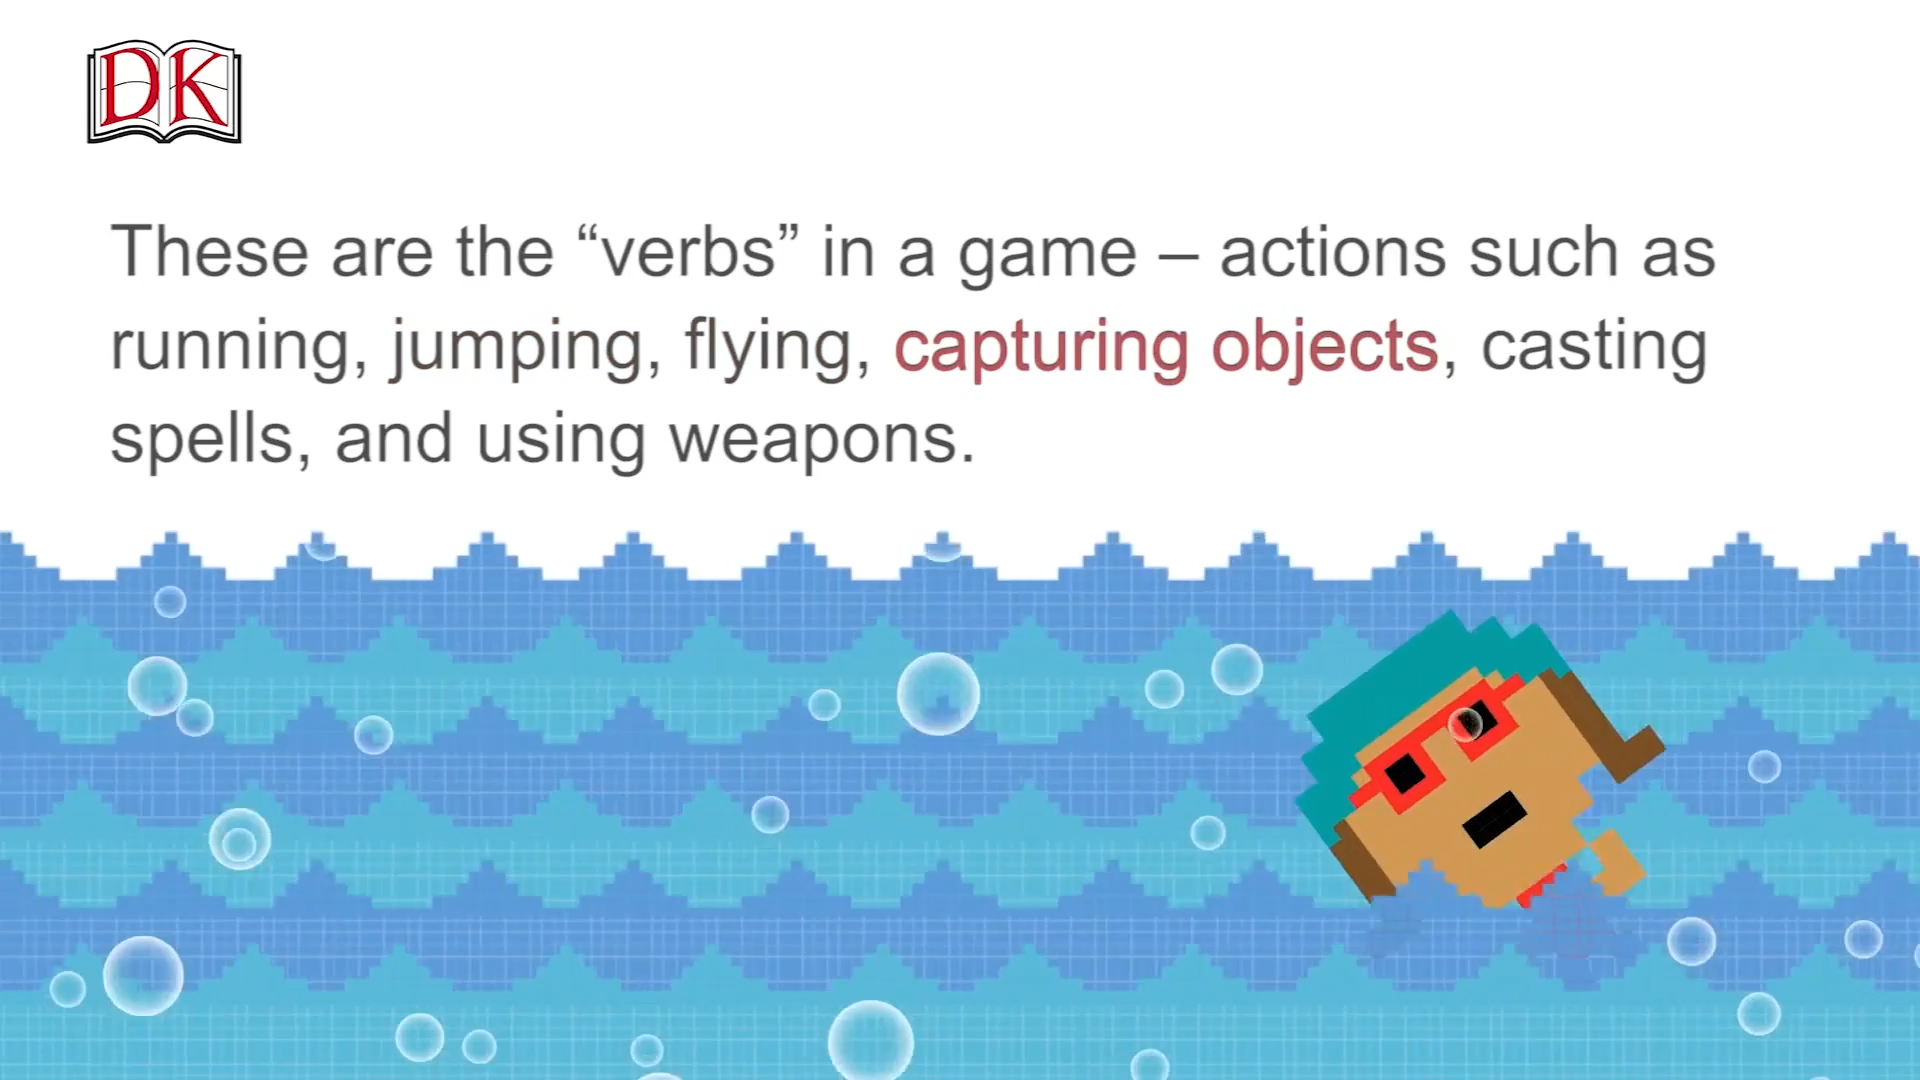 DK
These are the “verbs” in a game – actions such as
running, jumping, flying, capturing objects, casting
spells, and using weapons.